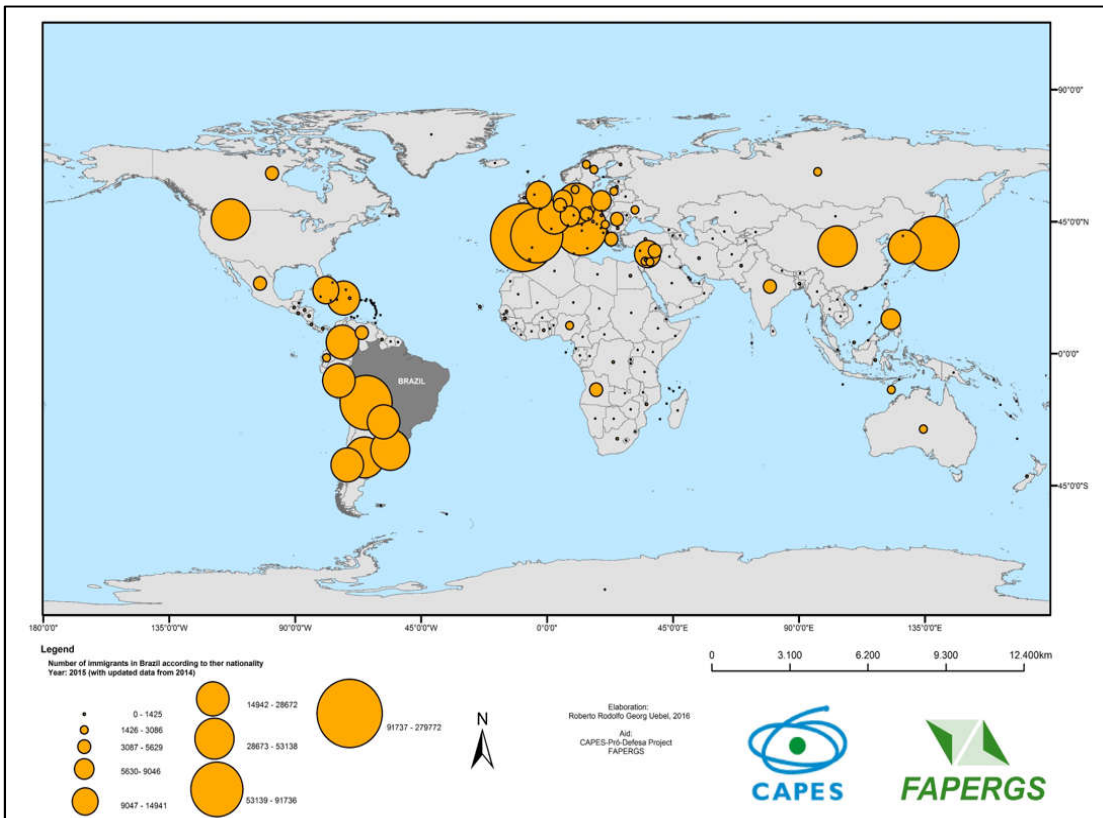 90°0'0"
45°0'0"N
0°0'0"
45°0'0"S
BRAZIL
180°0'0"
135°0'0"W
90°0'0"W
45°0'0"W
0°0'0"
45°0'0"E
90°0'0"E
135°0'0"E
Legend
Number of immigrants in Brazil according to ther nationality
Year: 2015 (with updated data from 2014)
0 - 1425
1426 - 3086
3087 - 5629
5630- 9046
9047 - 14941
14942 - 28672
28673 - 53138
53139 - 91736
91737 - 279772
N
Elaboration:
Roberto Rodolfo Georg Uebel, 2016
Aid:
CAPES-Pró-Defesa Project
FAPERGS
0 3.100 6.200 9.300 12.400km
CAPES
FAPERGS